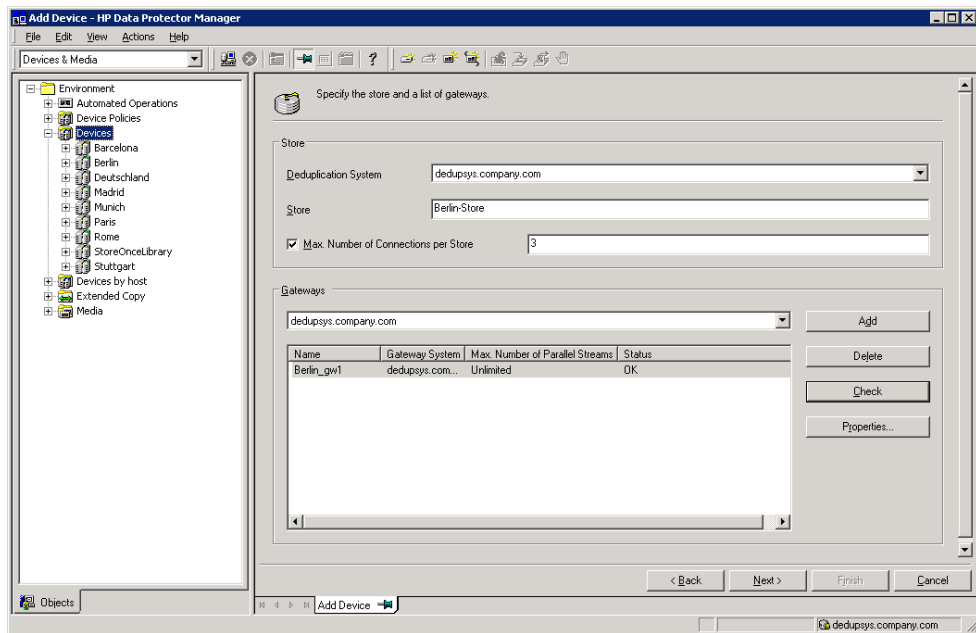 Add Device - HP Data Protector Manager
File Edit View Actions Help
Devices & Media
Environment
Automated Operations
Device Policies
Devices
Barcelona
Berlin
Deutschland
Madrid
Munich
Paris
Rome
StoreOnceLibrary
Stuttgart
Devices by host
Extended Copy
Media
Objects
Specify the store and a list of gateways.
Store
Deduplication System dedupsys.company.com
Store Berlin-Store
Max. Number of Connections per Store 3
Gateways
dedupsys.company.com Add
Name Gateway System Max. Number of Parallel Streams Status
Berlin_gw1 dedupsys.com... Unlimited OK
Delete
Check
Properties...
< Back Next > Finish Cancel
Add Device
dedupsys.company.com